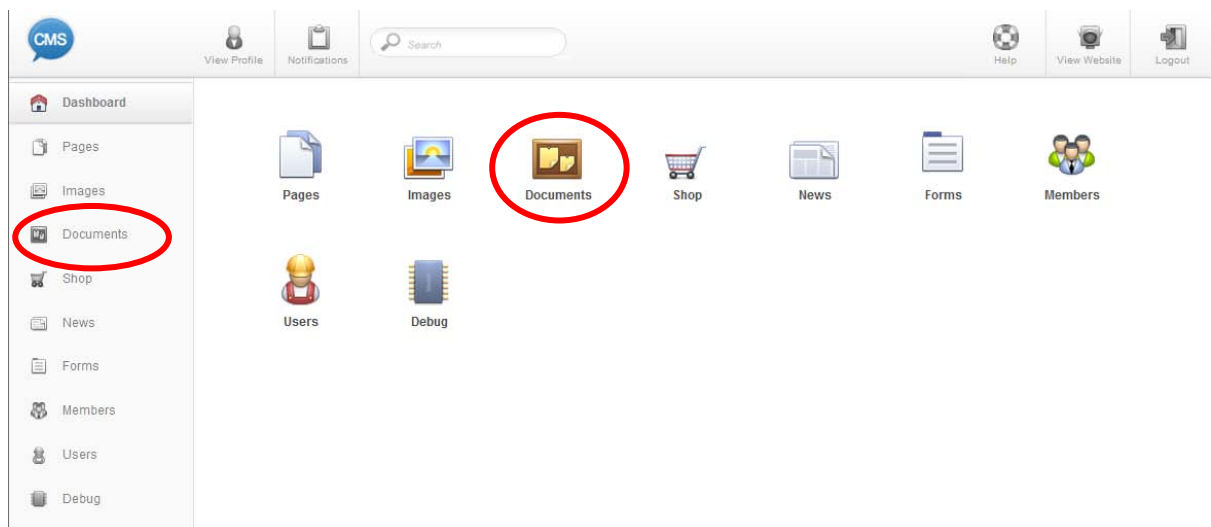 CMS
View Profile
Notifications
Search
Help
View Website
Logout
Dashboard
Pages
Images
Documents
Shop
News
Forms
Members
Users
Debug
Pages
Images
Documents
Shop
News
Forms
Members
Users
Debug